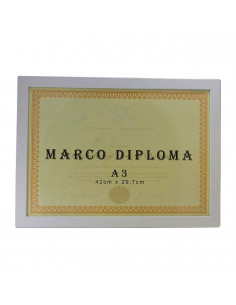 MARCO DIPLOMA
A3
42cm x 29.7cm